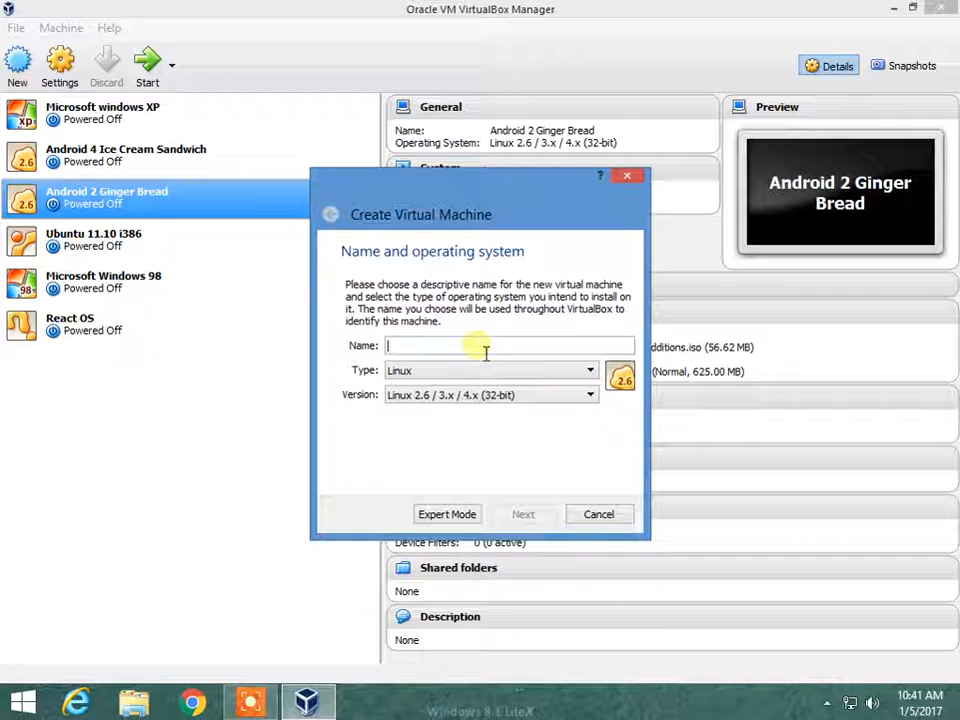 Oracle VM VirtualBox Manager
File Machine Help
New Settings Discard Start
Details Snapshots
Microsoft windows XP
Powered Off
Android 4 Ice Cream Sandwich
Powered Off
Android 2 Ginger Bread
Powered Off
Ubuntu 11.10 i386
Powered Off
Microsoft Windows 98
Powered Off
React OS
Powered Off
General
Name: Android 2 Ginger Bread
Operating System: Linux 2.6 / 3.x / 4.x (32-bit)
System
Preview
Android 2 Ginger
Bread
Create Virtual Machine
Name and operating system
Please choose a descriptive name for the new virtual machine
and select the type of operating system you intend to install on
it. The name you choose will be used throughout VirtualBox to
identify this machine.
Name:
Type: Linux
2.6
Version: Linux 2.6 / 3.x / 4.x (32-bit)
Expert Mode Next Cancel
dditions.iso (56.62 MB)
(Normal, 625.00 MB)
Device Filters: 0 (0 active)
Shared folders
None
Description
None
Windows 8.1 LiteX
10:41 AM
1/5/2017